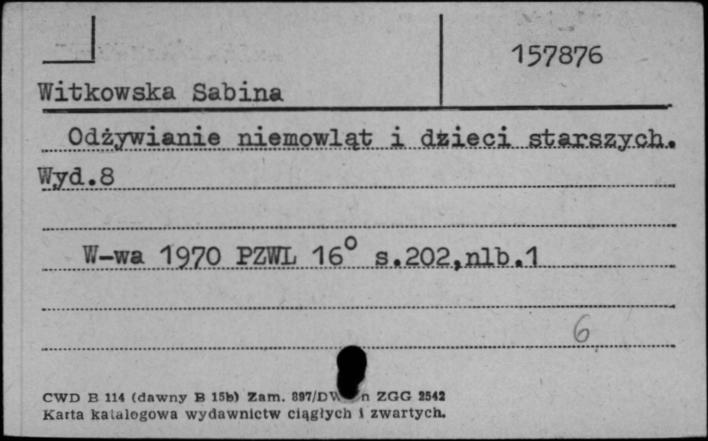 157876
Witkowska Sabina
Odżywianie niemowląt i dzieci starszych.
Wyd.8
W-wa 1970 PZWL 16° s.202,nlb.1
6
CWD B 114 (dawny B 15b) Zam. 897/DW n ZGG 2542
Karta katalogowa wydawnictw ciągłych i zwartych.